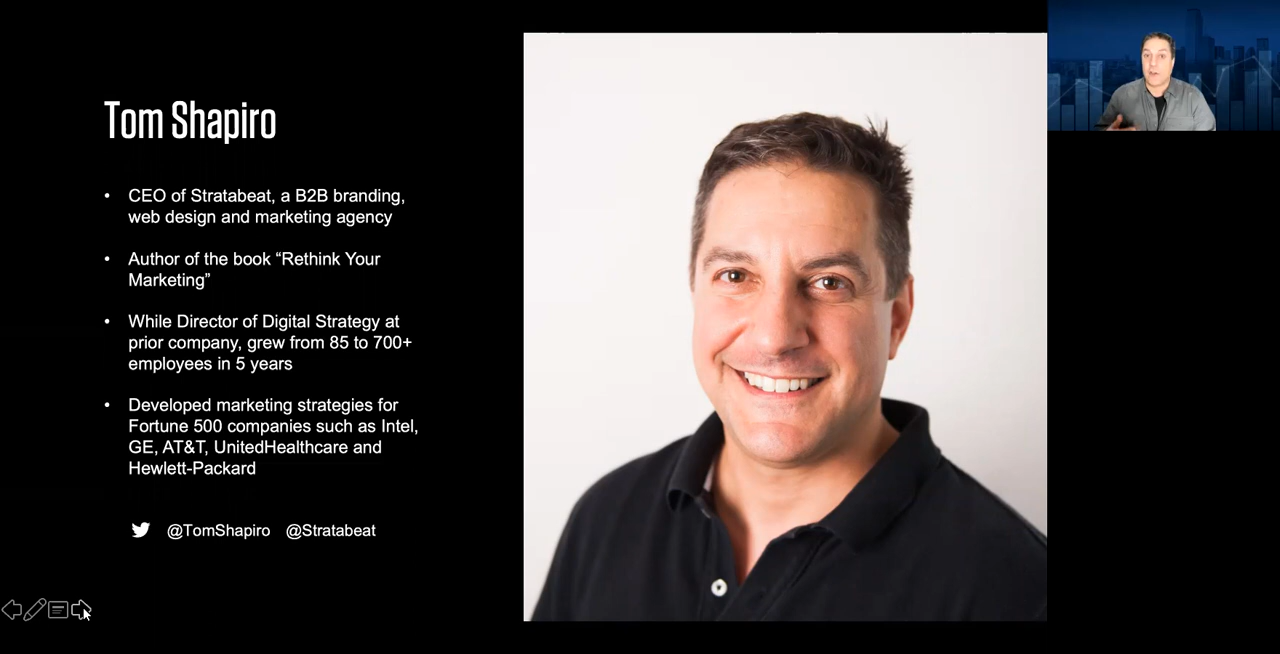 Tom Shapiro
• CEO of Stratabeat, a B2B branding,
web design and marketing agency
• Author of the book “Rethink Your
Marketing”
• While Director of Digital Strategy at
prior company, grew from 85 to 700+
employees in 5 years
• Developed marketing strategies for
Fortune 500 companies such as Intel,
GE, AT&T, UnitedHealthcare and
Hewlett-Packard
@TomShapiro @Stratabeat